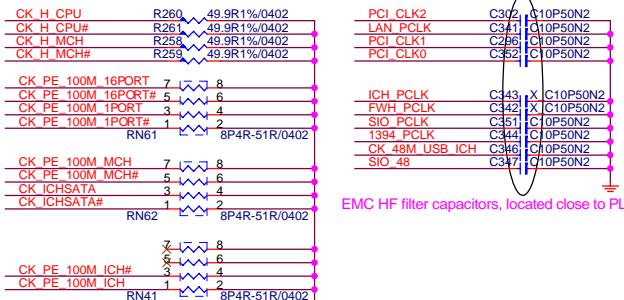 CK_H_CPU R260 49.9R1%/0402
CK_H_CPU# R261 49.9R1%/0402
CK_H_MCH R258 49.9R1%/0402
CK_H_MCH# R259 49.9R1%/0402
CK_PE_100M_16PORT 7 8
CK_PE_100M_16PORT# 5 6
CK_PE_100M_1PORT 3 4
CK_PE_100M_1PORT# 1 2
RN61 8P4R-51R/0402
CK_PE_100M_MCH 7 8
CK_PE_100M_MCH# 5 6
CK_ICHSATA 3 4
CK_ICHSATA# 1 2
RN62 8P4R-51R/0402
7 8
5 6
CK_PE_100M_ICH# 3 4
CK_PE_100M_ICH 1 2
RN41 8P4R-51R/0402
PCI_CLK2 C302 C10P50N2
LAN_PCLK C341 C10P50N2
PCI_CLK1 C296 C10P50N2
PCI_CLK0 C352 C10P50N2
ICH_PCLK C343 X_C10P50N2
FWH_PCLK C342 X_C10P50N2
SIO_PCLK C351 C10P50N2
1394_PCLK C344 C10P50N2
CK_48M_USB_ICH C346 C10P50N2
SIO_48 C347 C10P50N2
EMC HF filter capacitors, located close to PL